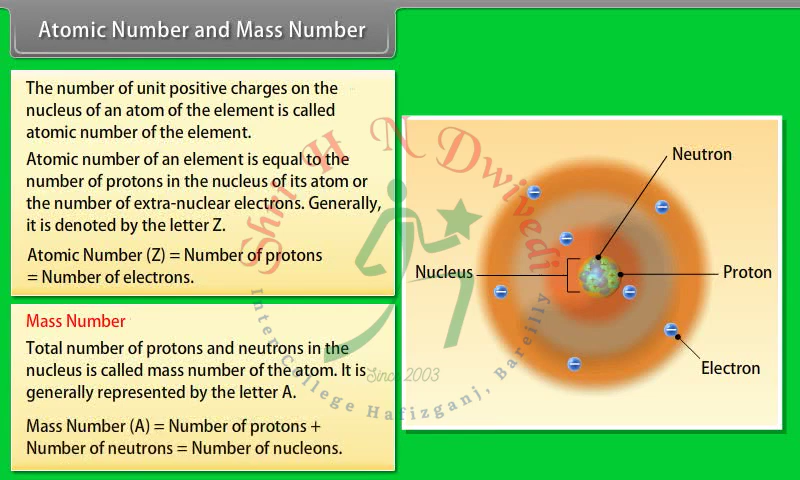 Atomic Number and Mass Number
The number of unit positive charges on the
nucleus of an atom of the element is called
atomic number of the element.
Atomic number of an element is equal to the
number of protons in the nucleus of its atom or
the number of extra-nuclear electrons. Generally,
it is denoted by the letter Z.
Atomic Number (Z) = Number of protons
= Number of electrons.
Mass Number
Total number of protons and neutrons in the
nucleus is called mass number of the atom. It is
generally represented by the letter A.
Mass Number (A) = Number of protons +
Number of neutrons = Number of nucleons.
Neutron
Nucleus
Proton
Electron
Shri H N Dwivedi
Inter College Hafizganj, Bareilly
Since 2003